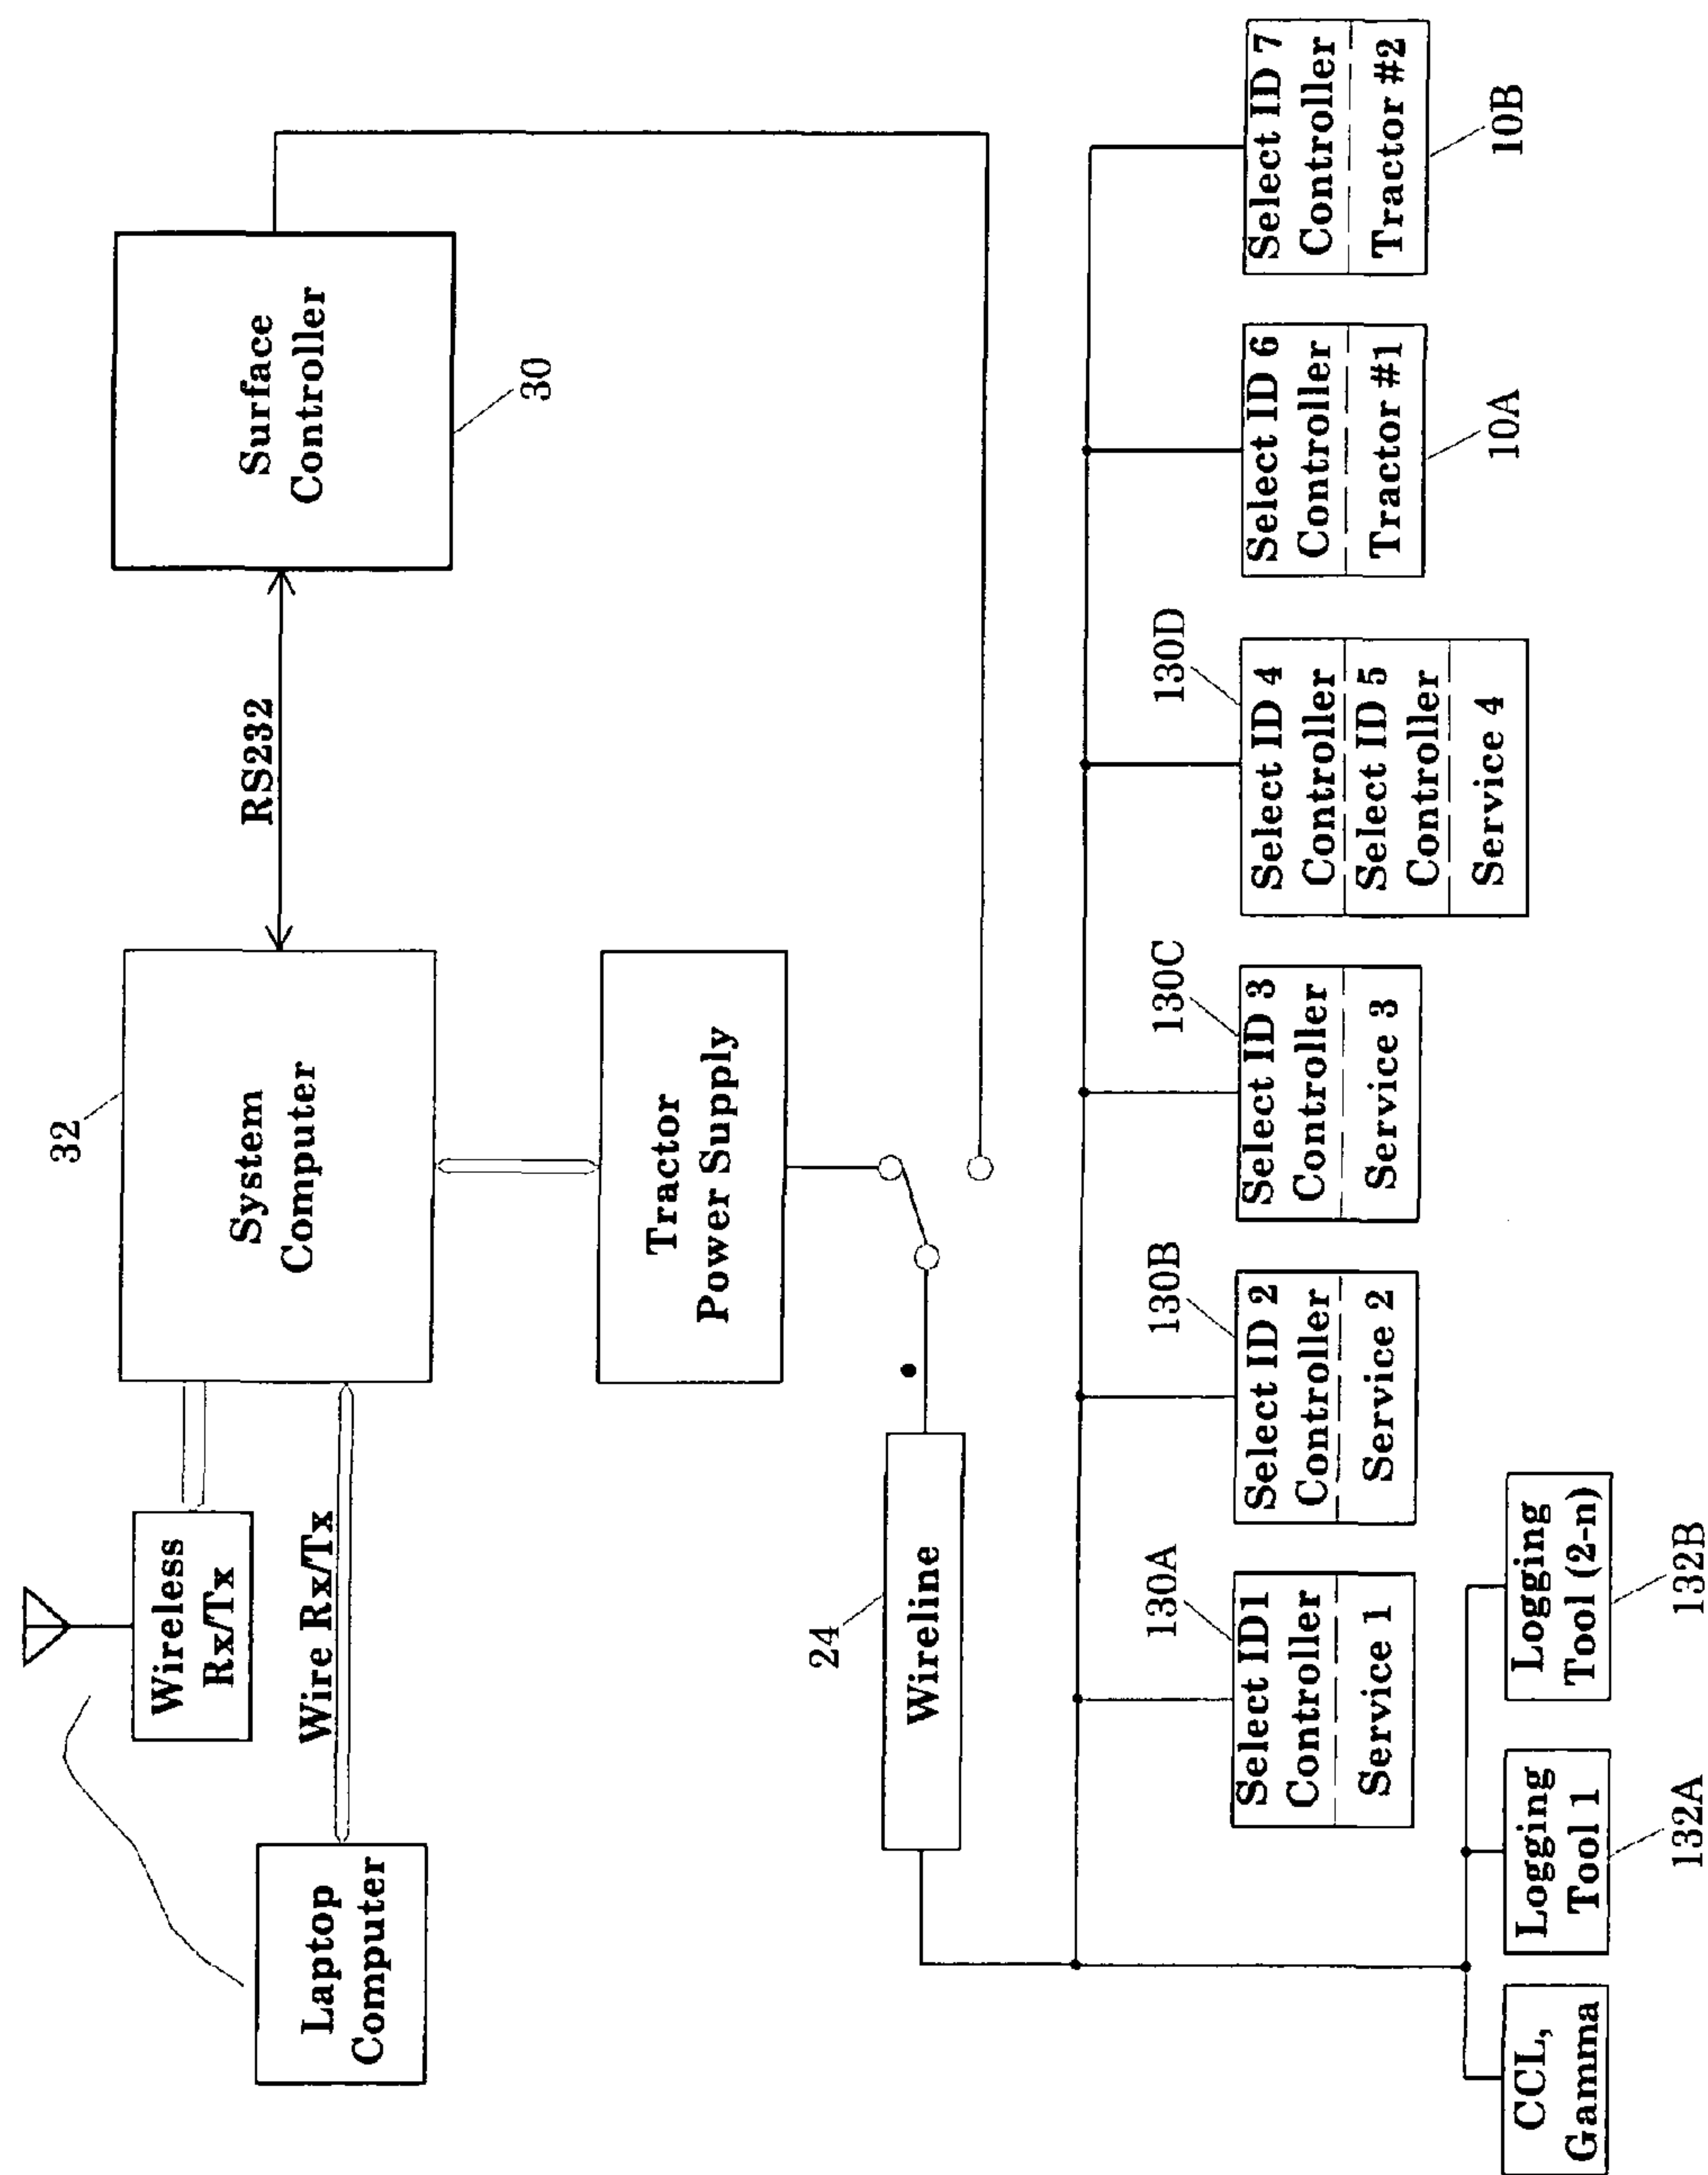 Laptop
Computer
Wireless
Rx/Tx
Wire Rx/Tx
32
System
Computer
RS232
Surface
Controller
30
Tractor
Power Supply
24
Wireline
130A
Select ID1
Controller
Service 1
130B
Select ID 2
Controller
Service 2
130C
Select ID 3
Controller
Service 3
130D
Select ID 4
Controller
Select ID 5
Controller
Service 4
Select ID 6
Controller
Tractor #1
10A
Select ID 7
Controller
Tractor #2
10B
CCL,
Gamma
Logging
Tool 1
132A
Logging
Tool (2-n)
132B